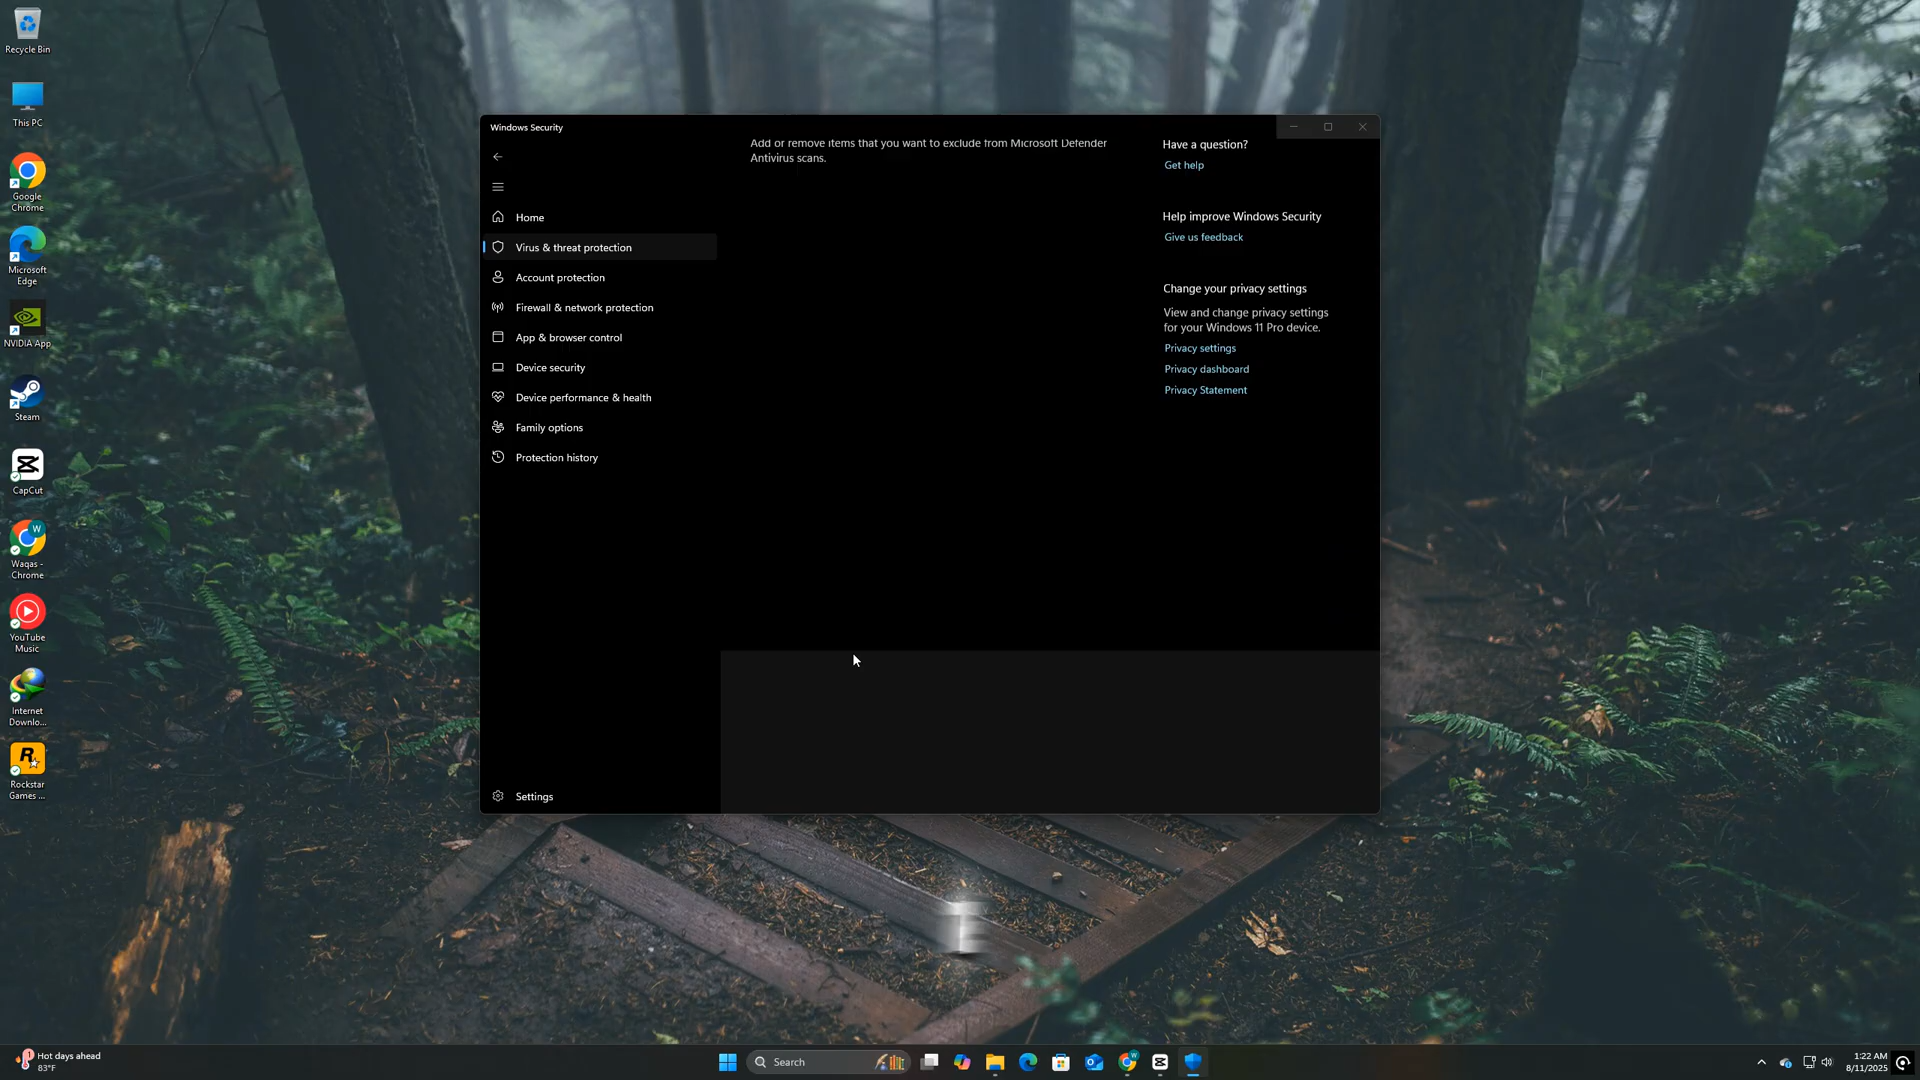 Recycle Bin
This PC
Google
Chrome
Microsoft
Edge
NVIDIA App
Steam
CapCut
W
Waqas -
Chrome
YouTube
Music
Internet
Downlo...
R
Rockstar
Games ...
Windows Security
Home
Virus & threat protection
Account protection
Firewall & network protection
App & browser control
Device security
Device performance & health
Family options
Protection history
Settings
Add or remove items that you want to exclude from Microsoft Defender
Antivirus scans.
Have a question?
Get help
Help improve Windows Security
Give us feedback
Change your privacy settings
View and change privacy settings
for your Windows 11 Pro device.
Privacy settings
Privacy dashboard
Privacy Statement
Hot days ahead
83°F
Search
W
1:22 AM
8/11/2025